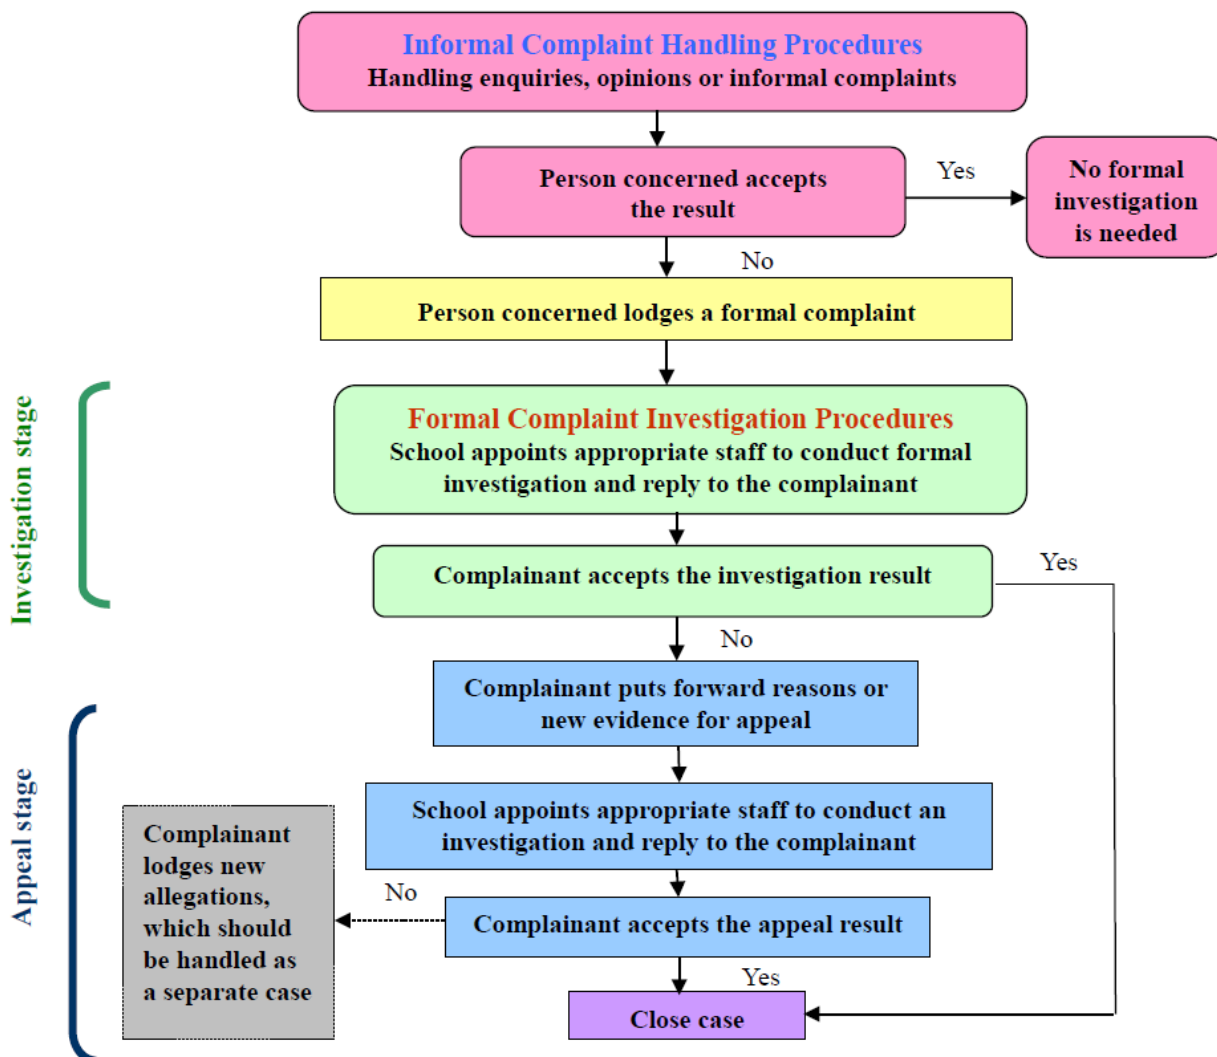 Informal Complaint Handling Procedures
Handling enquiries, opinions or informal complaints
Person concerned accepts
the result
Yes
No formal
investigation
is needed
No
Person concerned lodges a formal complaint
Investigation stage
Formal Complaint Investigation Procedures
School appoints appropriate staff to conduct formal
investigation and reply to the complainant
Complainant accepts the investigation result
Yes
No
Complainant puts forward reasons or
new evidence for appeal
Appeal stage
School appoints appropriate staff to conduct an
investigation and reply to the complainant
Complainant
lodges new
allegations,
which should
be handled as
a separate case
No
Complainant accepts the appeal result
Yes
Close case